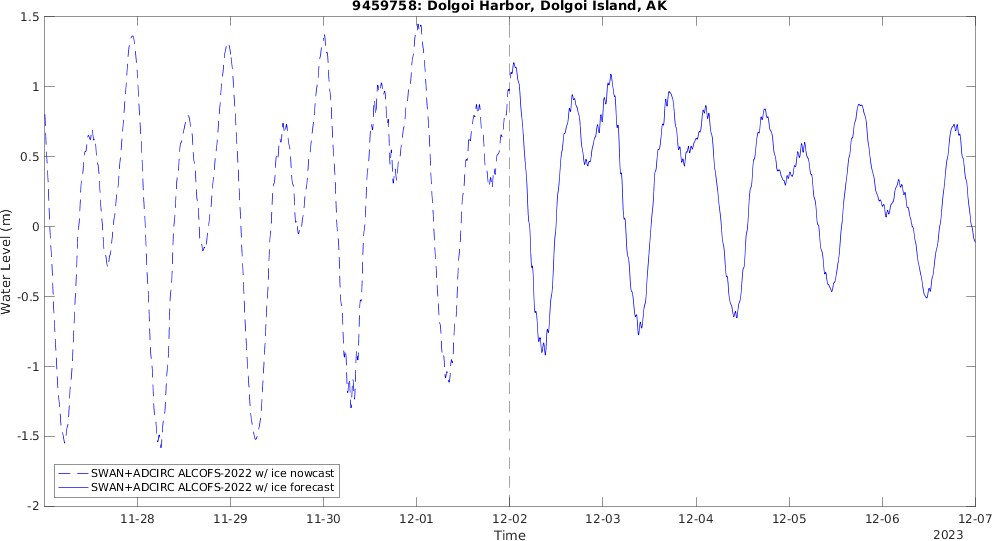 9459758: Dolgoi Harbor, Dolgoi Island, AK
1.5
1
0.5
0
-0.5
-1
-1.5
-2
Water Level (m)
SWAN+ADCIRC ALCOFS-2022 w/ ice nowcast
SWAN+ADCIRC ALCOFS-2022 w/ ice forecast
11-28 11-29 11-30 12-01 12-02 12-03 12-04 12-05 12-06 12-07
Time
2023